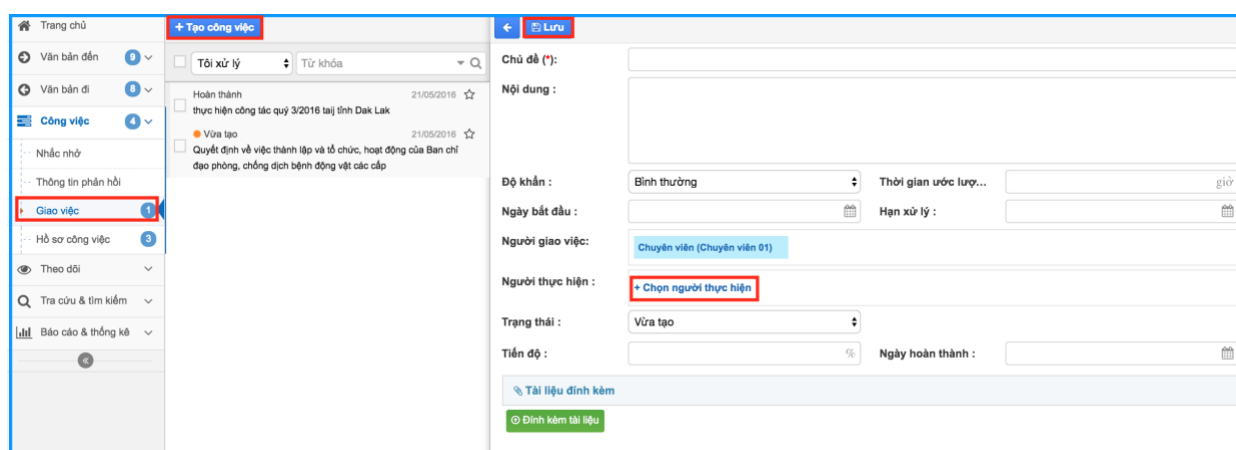 Trang chủ
Văn bản đến 9
Văn bản đi 8
Công việc 4
Nhắc nhở
Thông tin phản hồi
Giao việc 1
Hồ sơ công việc 3
Theo dõi
Tra cứu & tìm kiếm
Báo cáo & thống kê
+ Tạo công việc
Tôi xử lý Từ khóa
Hoàn thành 21/05/2016
thực hiện công tác quý 3/2016 taij tỉnh Dak Lak
Vừa tạo 21/05/2016
Quyết định về việc thành lập và tổ chức, hoạt động của Ban chỉ
đạo phòng, chống dịch bệnh động vật các cấp
Lưu
Chủ đề (*):
Nội dung :
Độ khẩn : Bình thường Thời gian ước lượ... giờ
Ngày bắt đầu : Hạn xử lý :
Người giao việc: Chuyên viên (Chuyên viên 01)
Người thực hiện : + Chọn người thực hiện
Trạng thái : Vừa tạo
Tiến độ : % Ngày hoàn thành :
Tài liệu đính kèm
Đính kèm tài liệu